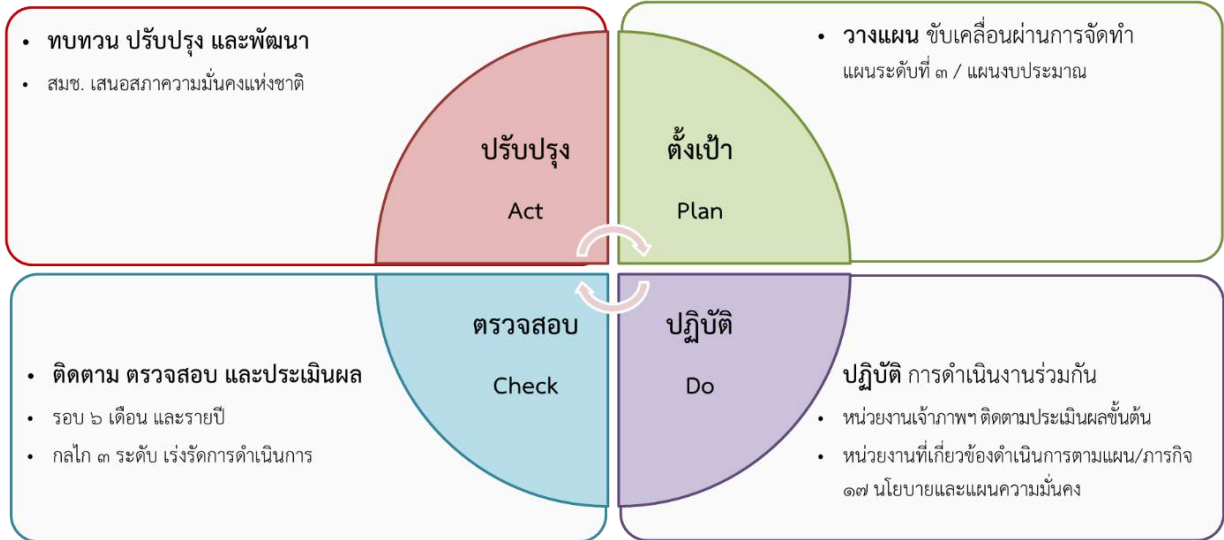 • ทบทวน ปรับปรุง และพัฒนา
• สมช. เสนอสภาความมั่นคงแห่งชาติ
ปรับปรุง
Act
• วางแผน ขับเคลื่อนผ่านการจัดทำ
แผนระดับที่ ๓ / แผนงบประมาณ
ตั้งเป้า
Plan
ตรวจสอบ
Check
• ติดตาม ตรวจสอบ และประเมินผล
• รอบ ๖ เดือน และรายปี
• กลไก ๓ ระดับ เร่งรัดการดำเนินการ
ปฏิบัติ
Do
ปฏิบัติ การดำเนินงานร่วมกัน
• หน่วยงานเจ้าภาพฯ ติดตามประเมินผลขั้นต้น
• หน่วยงานที่เกี่ยวข้องดำเนินการตามแผน/ภารกิจ
๑๗ นโยบายและแผนความมั่นคง